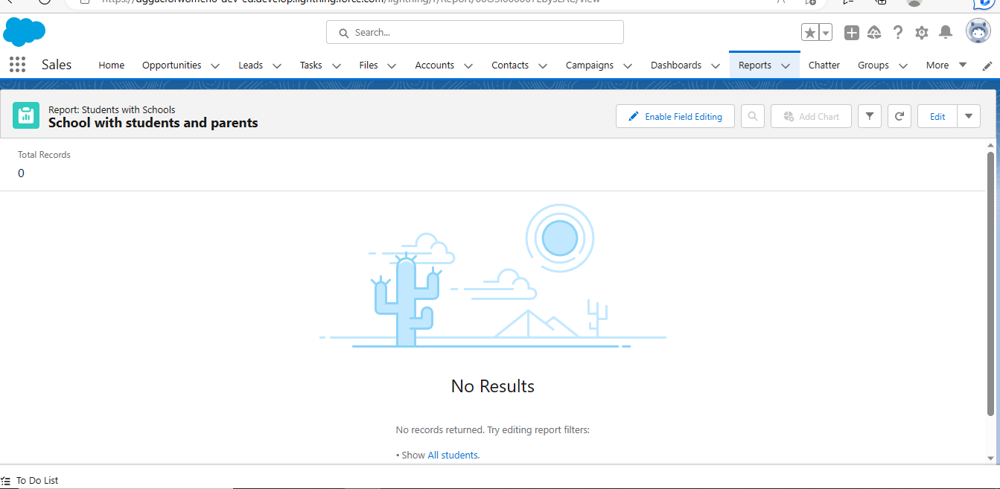 Search...
Sales
Home
Opportunities
Leads
Tasks
Files
Accounts
Contacts
Campaigns
Dashboards
Reports
Chatter
Groups
More
Report: Students with Schools
School with students and parents
Enable Field Editing
Add Chart
Edit
Total Records
0
No Results
No records returned. Try editing report filters:
• Show All students.
To Do List